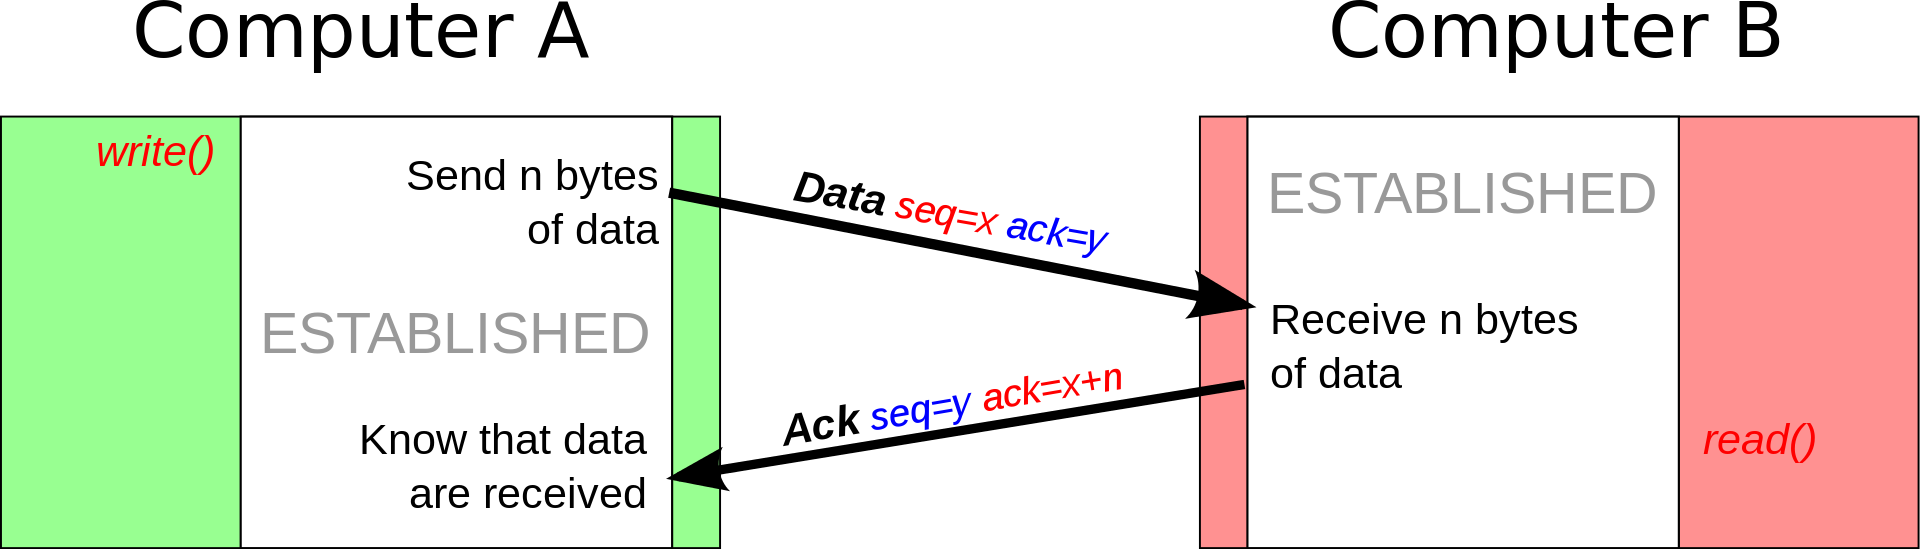 Computer A
Computer B
write()
Send n bytes
of data
ESTABLISHED
Know that data
are received
Data seq=x ack=y
Ack seq=y ack=x+n
ESTABLISHED
Receive n bytes
of data
read()